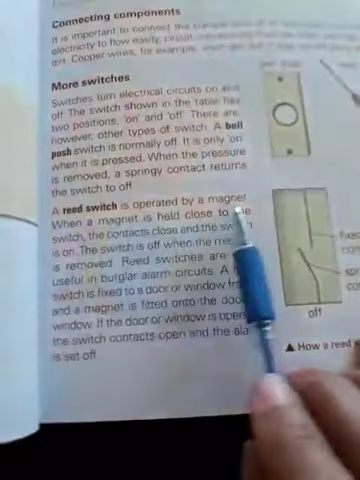 Connecting components
It is important to connect the
electricity to flow easily, circuit
dirt. Copper wires, for example,
More switches
Switches turn electrical circuits on and
off. The switch shown in the table has
two positions, 'on' and 'off'. There are,
however, other types of switch. A bell
push switch is normally off. It is only 'on'
when it is pressed. When the pressure
is removed, a springy contact returns
the switch to off.
A reed switch is operated by a magnet
When a magnet is held close to
switch, the contacts close and the
is on. The switch is off when the
is removed. Reed switches are
useful in burglar alarm circuits. A
switch is fixed to a door or window
and a magnet is fitted onto the
window. If the door or window is open
the switch contacts open and the
is set off
off
▲ How a reed